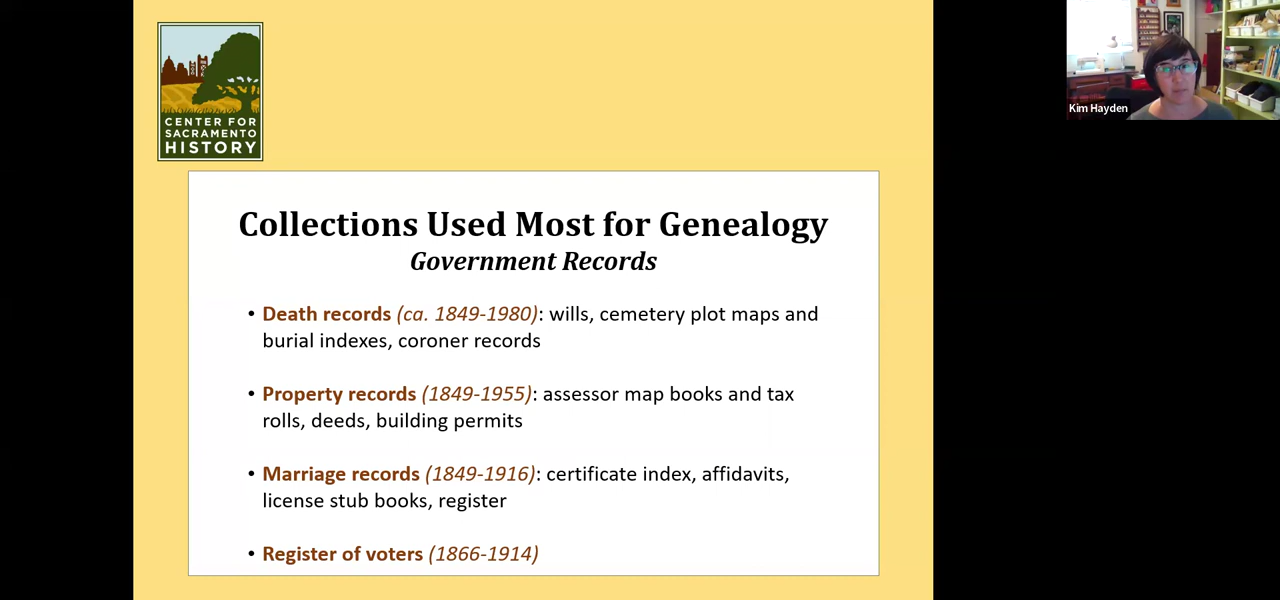 CENTER FOR
SACRAMENTO
HISTORY
Kim Hayden
Collections Used Most for Genealogy
Government Records
• Death records (ca. 1849-1980): wills, cemetery plot maps and
burial indexes, coroner records
• Property records (1849-1955): assessor map books and tax
rolls, deeds, building permits
• Marriage records (1849-1916): certificate index, affidavits,
license stub books, register
• Register of voters (1866-1914)